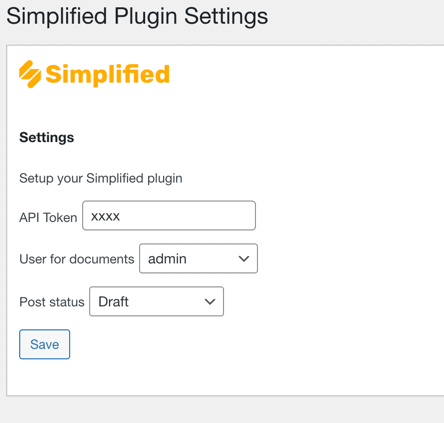 Simplified Plugin Settings
Simplified
Settings
Setup your Simplified plugin
API Token xxxx
User for documents admin
Post status Draft
Save